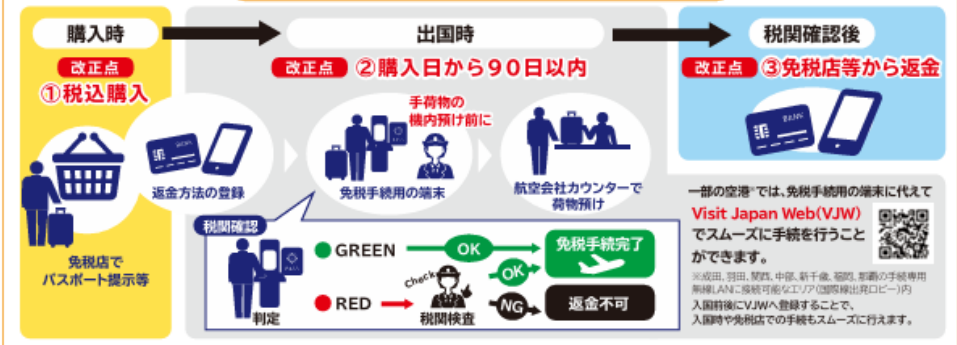 購入時
改正点
①税込購入
返金方法の登録
免税店で
パスポート提示等
出国時
改正点 ②購入日から90日以内
手荷物の
機内預け前に
免税手続用の端末
航空会社カウンターで
荷物預け
税関確認
判定
GREEN
OK
免税手続完了
RED
Check
税関検査
OK
NG
返金不可
税関確認後
改正点 ③免税店等から返金
BANK
一部の空港※では、免税手続用の端末に代えて
Visit Japan Web(VJW)
でスムーズに手続を行うこと
ができます。
※成田、羽田、関西、中部、新千歳、福岡、那覇の手続専用
無線LANに接続可能なエリア(国際線出発ロビー)内
入国前後にVJWへ登録することで、
入国時や免税店での手続もスムーズに行えます。